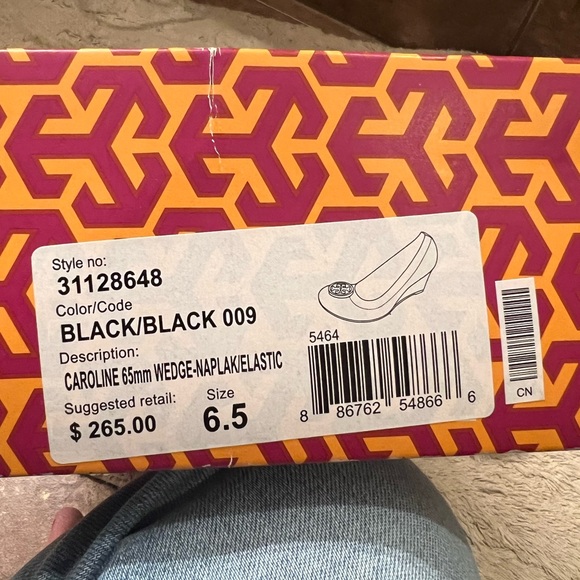 Style no:
31128648
Color/Code
BLACK/BLACK 009
Description:
CAROLINE 65mm WEDGE-NAPLAK/ELASTIC
Suggested retail:
$ 265.00
Size
6.5
5464
8 86762 54866 6
CN